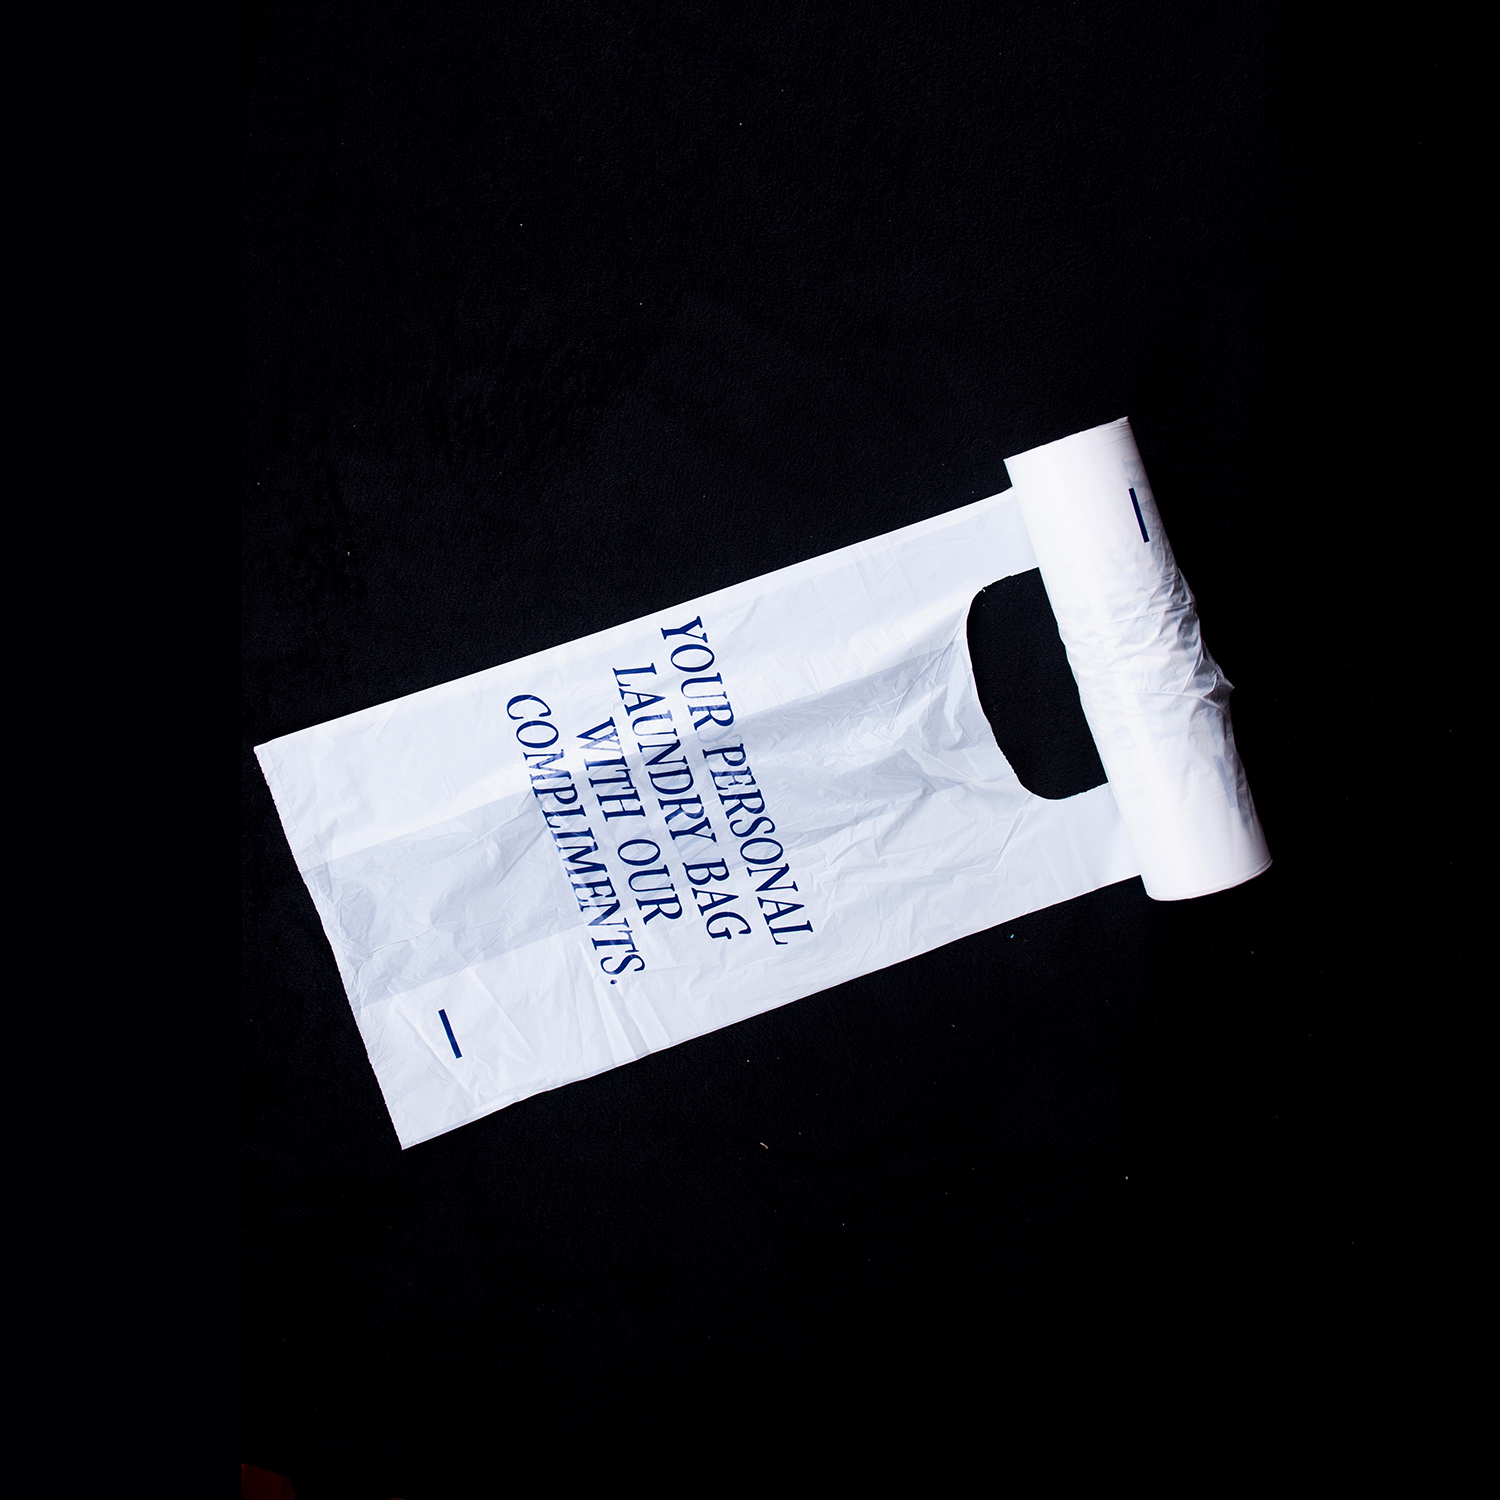 YOUR PERSONAL
LAUNDRY BAG
WITH OUR
COMPLIMENTS.